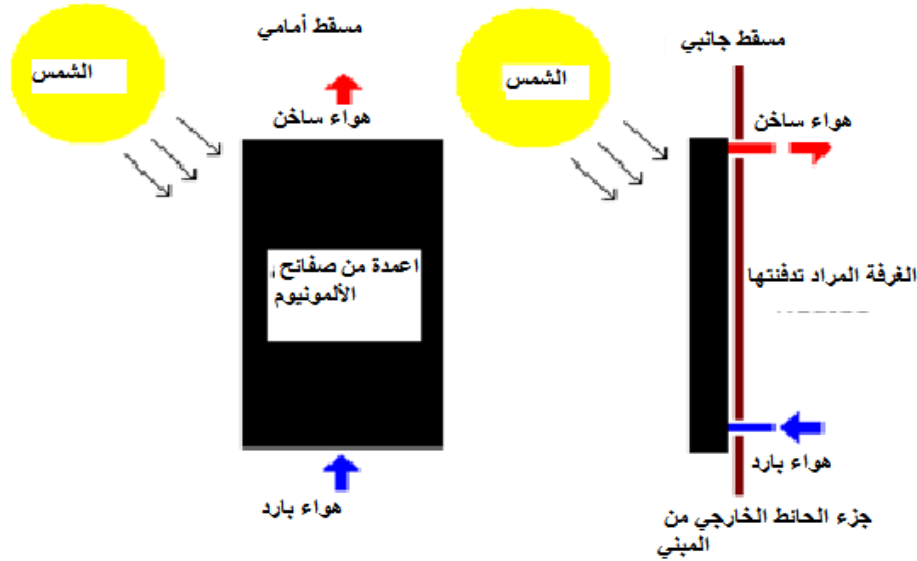 مسقط أمامي
الشمس
هواء ساخن
اعمدة من صفائح
الألمونيوم
هواء بارد
مسقط جانبي
الشمس
هواء ساخن
الغرفة المراد تدفئتها
هواء بارد
جزء الحائط الخارجي من
المبني